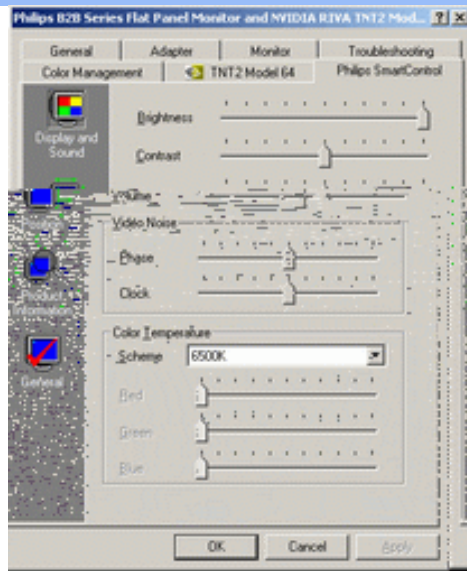 Philips B2B Series Flat Panel Monitor and NVIDIA RIVA TNT2 Mod...
General Adapter Monitor Troubleshooting
Color Management TNT2 Model 64 Philips SmartControl
Display and Sound
Brightness
Contrast
Volume
Video Noise
Phase
Clock
Product Information
Color Temperature
Scheme 6500K
General
Red
Green
Blue
OK Cancel Apply